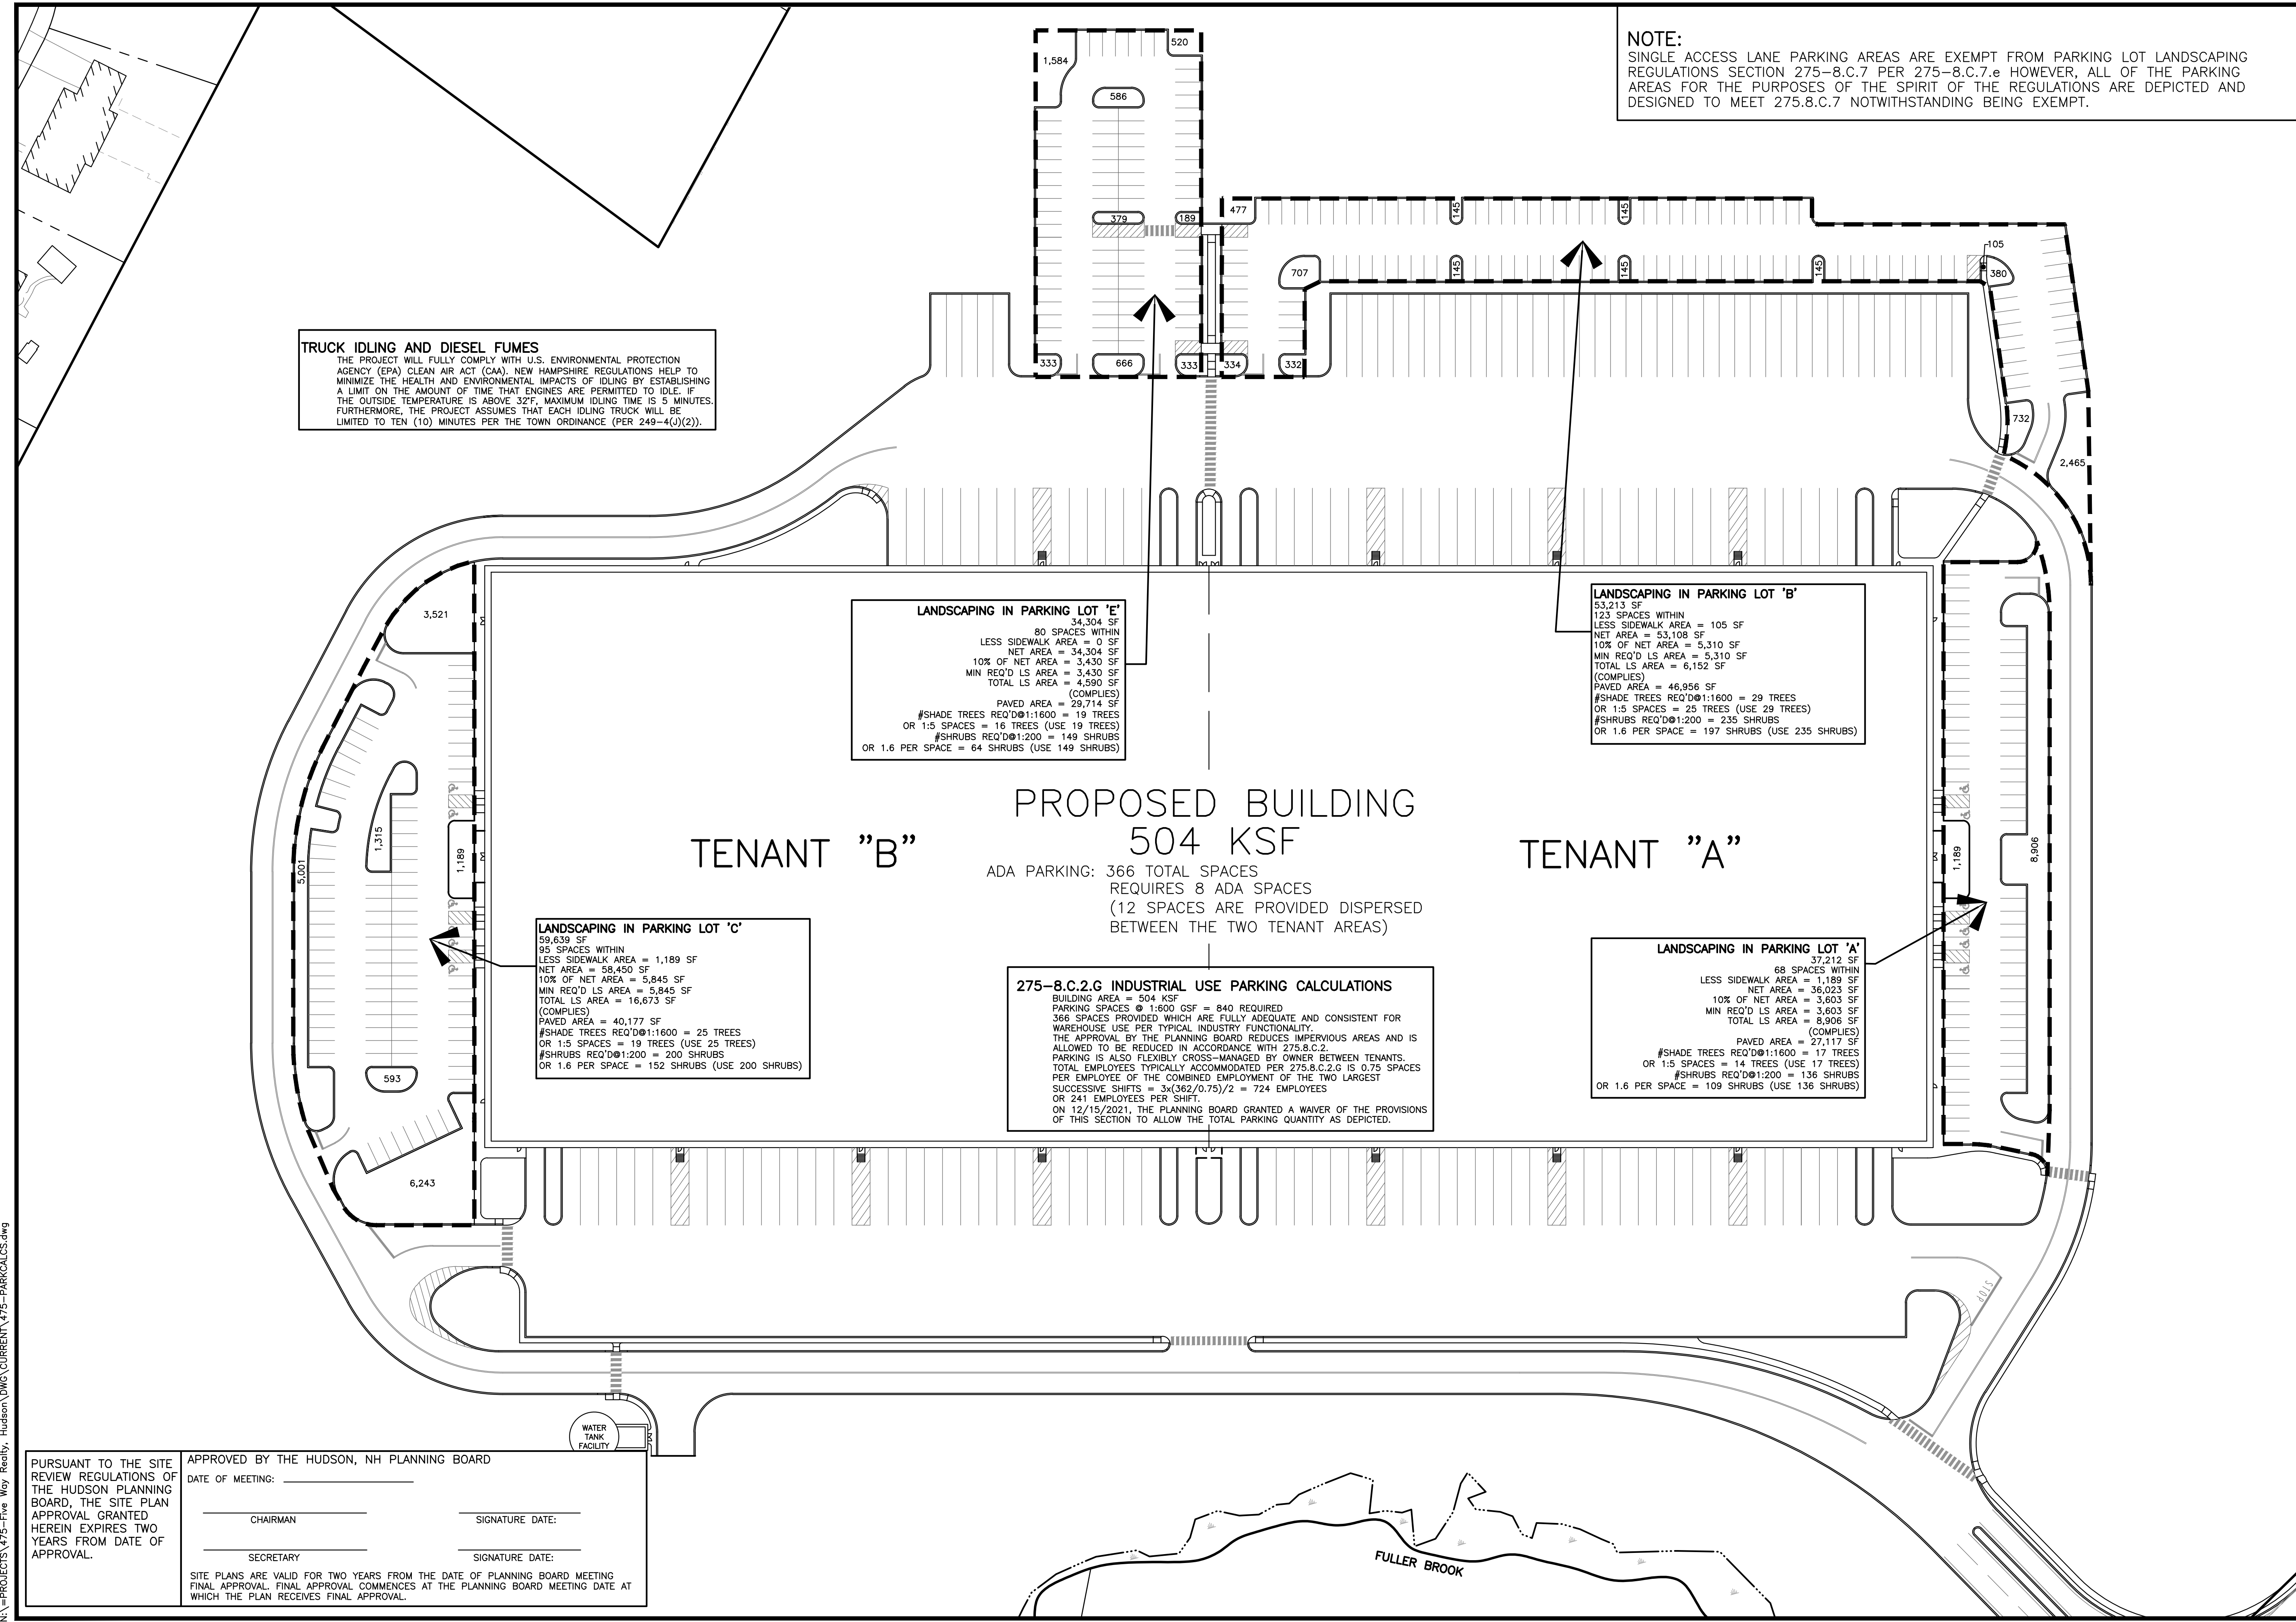 NOTE:
SINGLE ACCESS LANE PARKING AREAS ARE EXEMPT FROM PARKING LOT LANDSCAPING
REGULATIONS SECTION 275-8.C.7 PER 275-8.C.7.e HOWEVER, ALL OF THE PARKING
AREAS FOR THE PURPOSES OF THE SPIRIT OF THE REGULATIONS ARE DEPICTED AND
DESIGNED TO MEET 275.8.C.7 NOTWITHSTANDING BEING EXEMPT.
520
1,584
586
379
189
477
145
145
105
707
145
145
145
380
333
666
333
334
332
732
2,465
TRUCK IDLING AND DIESEL FUMES
THE PROJECT WILL FULLY COMPLY WITH U.S. ENVIRONMENTAL PROTECTION
AGENCY (EPA) CLEAN AIR ACT (CAA). NEW HAMPSHIRE REGULATIONS HELP TO
MINIMIZE THE HEALTH AND ENVIRONMENTAL IMPACTS OF IDLING BY ESTABLISHING
A LIMIT ON THE AMOUNT OF TIME THAT ENGINES ARE PERMITTED TO IDLE. IF
THE OUTSIDE TEMPERATURE IS ABOVE 32°F, MAXIMUM IDLING TIME IS 5 MINUTES.
FURTHERMORE, THE PROJECT ASSUMES THAT EACH IDLING TRUCK WILL BE
LIMITED TO TEN (10) MINUTES PER THE TOWN ORDINANCE (PER 249-4(J)(2)).
3,521
LANDSCAPING IN PARKING LOT 'E'
34,304 SF
80 SPACES WITHIN
LESS SIDEWALK AREA = 0 SF
NET AREA = 34,304 SF
10% OF NET AREA = 3,430 SF
MIN REQ'D LS AREA = 3,430 SF
TOTAL LS AREA = 4,590 SF
(COMPLIES)
PAVED AREA = 29,714 SF
#SHADE TREES REQ'D@1:1600 = 19 TREES
OR 1:5 SPACES = 16 TREES (USE 19 TREES)
#SHRUBS REQ'D@1:200 = 149 SHRUBS
OR 1.6 PER SPACE = 64 SHRUBS (USE 149 SHRUBS)
LANDSCAPING IN PARKING LOT 'B'
53,213 SF
123 SPACES WITHIN
LESS SIDEWALK AREA = 105 SF
NET AREA = 53,108 SF
10% OF NET AREA = 5,310 SF
MIN REQ'D LS AREA = 5,310 SF
TOTAL LS AREA = 6,152 SF
(COMPLIES)
PAVED AREA = 46,956 SF
#SHADE TREES REQ'D@1:1600 = 29 TREES
OR 1:5 SPACES = 25 TREES (USE 29 TREES)
#SHRUBS REQ'D@1:200 = 235 SHRUBS
OR 1.6 PER SPACE = 197 SHRUBS (USE 235 SHRUBS)
PROPOSED BUILDING
504 KSF
TENANT "B"
TENANT "A"
ADA PARKING: 366 TOTAL SPACES
REQUIRES 8 ADA SPACES
(12 SPACES ARE PROVIDED DISPERSED
BETWEEN THE TWO TENANT AREAS)
5,001
1,315
1,189
1,189
8,906
LANDSCAPING IN PARKING LOT 'C'
59,639 SF
95 SPACES WITHIN
LESS SIDEWALK AREA = 1,189 SF
NET AREA = 58,450 SF
10% OF NET AREA = 5,845 SF
MIN REQ'D LS AREA = 5,845 SF
TOTAL LS AREA = 16,673 SF
(COMPLIES)
PAVED AREA = 40,177 SF
#SHADE TREES REQ'D@1:1600 = 25 TREES
OR 1:5 SPACES = 19 TREES (USE 25 TREES)
#SHRUBS REQ'D@1:200 = 200 SHRUBS
OR 1.6 PER SPACE = 152 SHRUBS (USE 200 SHRUBS)
275-8.C.2.G INDUSTRIAL USE PARKING CALCULATIONS
BUILDING AREA = 504 KSF
PARKING SPACES @ 1:600 GSF = 840 REQUIRED
366 SPACES PROVIDED WHICH ARE FULLY ADEQUATE AND CONSISTENT FOR
WAREHOUSE USE PER TYPICAL INDUSTRY FUNCTIONALITY.
THE APPROVAL BY THE PLANNING BOARD REDUCES IMPERVIOUS AREAS AND IS
ALLOWED TO BE REDUCED IN ACCORDANCE WITH 275.8.C.2.
PARKING IS ALSO FLEXIBLY CROSS-MANAGED BY OWNER BETWEEN TENANTS.
TOTAL EMPLOYEES TYPICALLY ACCOMMODATED PER 275.8.C.2.G IS 0.75 SPACES
PER EMPLOYEE OF THE COMBINED EMPLOYMENT OF THE TWO LARGEST
SUCCESSIVE SHIFTS = 3x(362/0.75)/2 = 724 EMPLOYEES
OR 241 EMPLOYEES PER SHIFT.
ON 12/15/2021, THE PLANNING BOARD GRANTED A WAIVER OF THE PROVISIONS
OF THIS SECTION TO ALLOW THE TOTAL PARKING QUANTITY AS DEPICTED.
LANDSCAPING IN PARKING LOT 'A'
37,212 SF
68 SPACES WITHIN
LESS SIDEWALK AREA = 1,189 SF
NET AREA = 36,023 SF
10% OF NET AREA = 3,603 SF
MIN REQ'D LS AREA = 3,603 SF
TOTAL LS AREA = 8,906 SF
(COMPLIES)
PAVED AREA = 27,117 SF
#SHADE TREES REQ'D@1:1600 = 17 TREES
OR 1:5 SPACES = 14 TREES (USE 17 TREES)
#SHRUBS REQ'D@1:200 = 136 SHRUBS
OR 1.6 PER SPACE = 109 SHRUBS (USE 136 SHRUBS)
593
6,243
STOP
WATER
TANK
FACILITY
FULLER BROOK
PURSUANT TO THE SITE
REVIEW REGULATIONS OF
THE HUDSON PLANNING
BOARD, THE SITE PLAN
APPROVAL GRANTED
HEREIN EXPIRES TWO
YEARS FROM DATE OF
APPROVAL.
APPROVED BY THE HUDSON, NH PLANNING BOARD
DATE OF MEETING:
CHAIRMAN
SIGNATURE DATE:
SECRETARY
SIGNATURE DATE:
SITE PLANS ARE VALID FOR TWO YEARS FROM THE DATE OF PLANNING BOARD MEETING
FINAL APPROVAL. FINAL APPROVAL COMMENCES AT THE PLANNING BOARD MEETING DATE AT
WHICH THE PLAN RECEIVES FINAL APPROVAL.
N:\=PROJECTS\475-Five Way Realty, Hudson\DWG\CURRENT\475-PARKCALCS.dwg